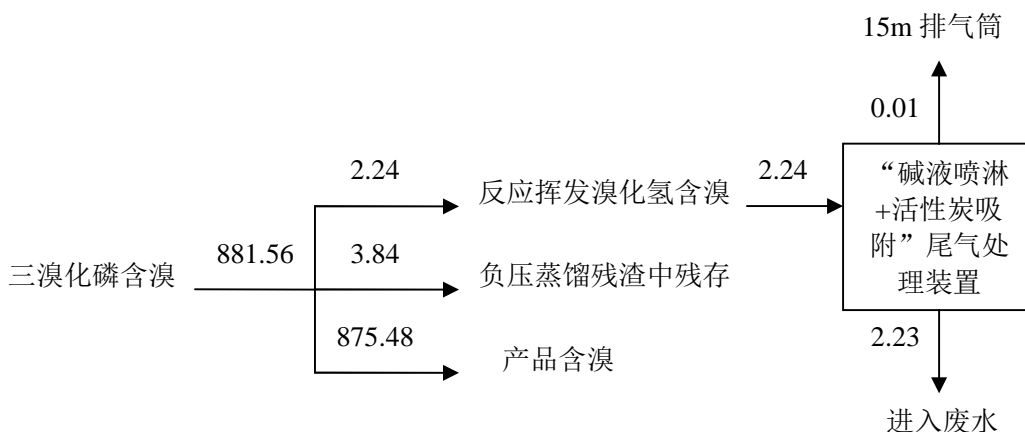 15m 排气筒
0.01
2.24
反应挥发溴化氢含溴
2.24
“碱液喷淋
+活性炭吸
附”尾气处
理装置
三溴化磷含溴
881.56
3.84
负压蒸馏残渣中残存
875.48
产品含溴
2.23
进入废水